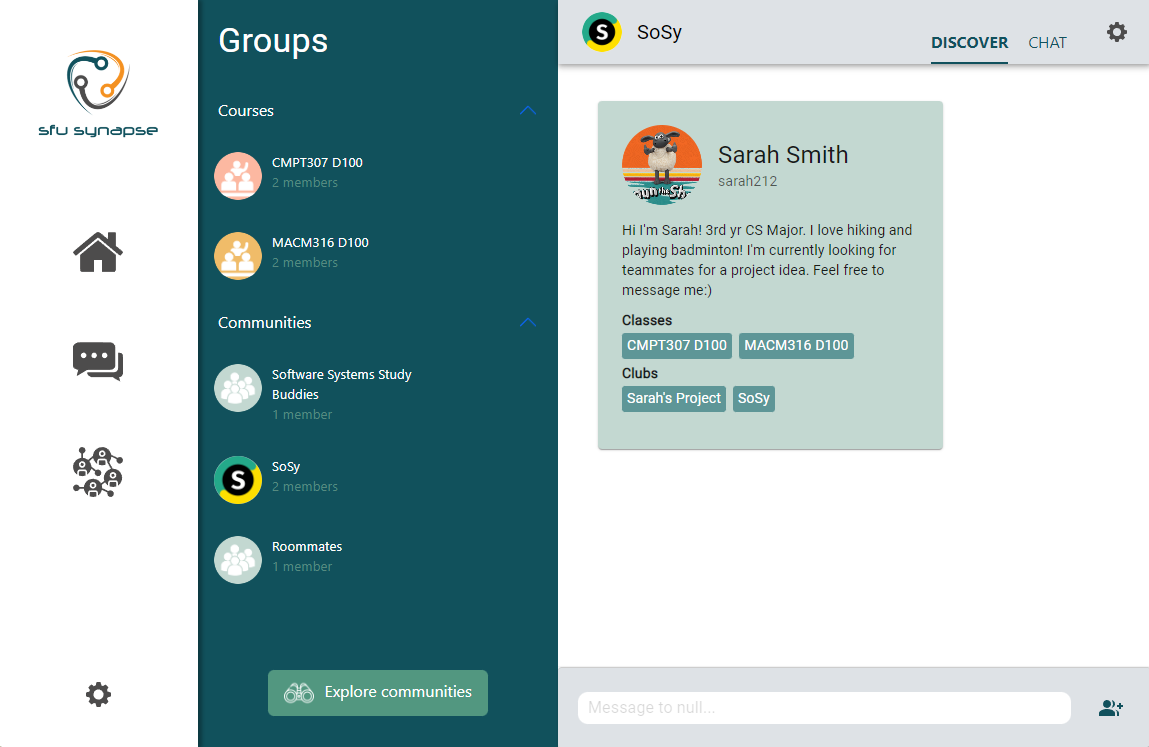 sfu synapse
Groups
Courses
CMPT307 D100
2 members
MACM316 D100
2 members
Communities
Software Systems Study
Buddies
1 member
S
SoSy
2 members
Roommates
1 member
Explore communities
S
SoSy
DISCOVER
CHAT
Sarah Smith
sarah212
Hi I'm Sarah! 3rd yr CS Major. I love hiking and
playing badminton! I'm currently looking for
teammates for a project idea. Feel free to
message me:)
Classes
CMPT307 D100
MACM316 D100
Clubs
Sarah's Project
SoSy
Message to null...